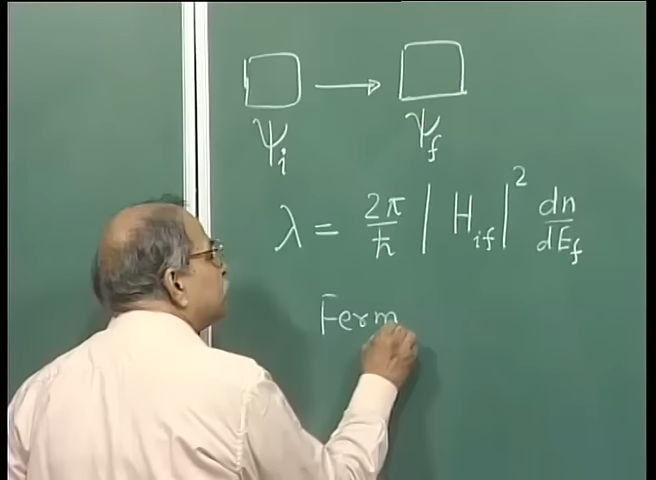 ψi ψf
λ = 2π/ħ |Hif|² dn/dEf
Ferm